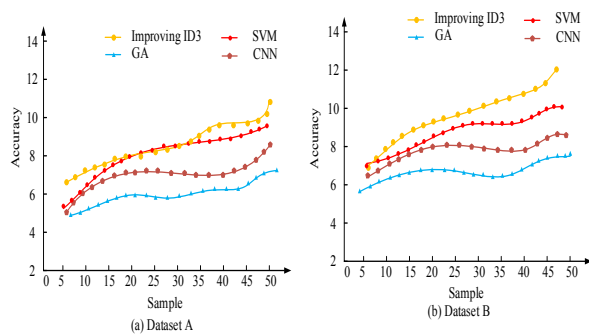 Improving ID3 SVM
GA CNN
14
12
10
8
6
4
2
Accuracy
0 5 10 15 20 25 30 35 40 45 50
Sample
(a) Dataset A
Improving ID3 SVM
GA CNN
14
12
10
8
6
4
2
Accuracy
0 5 10 15 20 25 30 35 40 45 50
Sample
(b) Dataset B